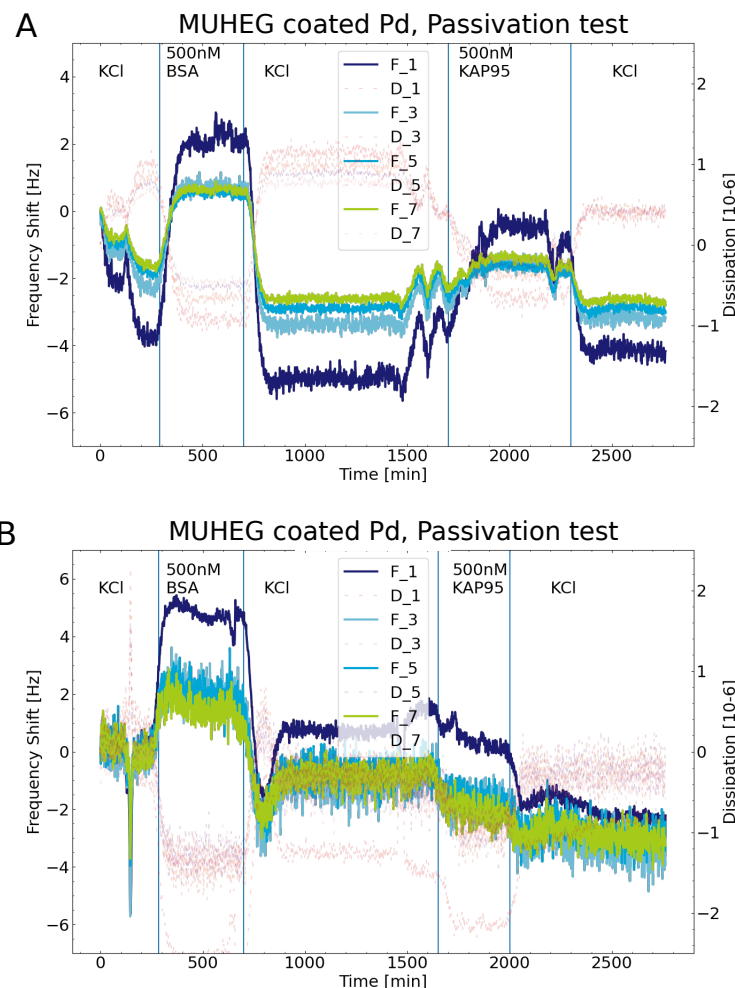 A
MUHEG coated Pd, Passivation test
KCl
500nM
BSA
KCl
500nM
KAP95
KCl
F_1
D_1
F_3
D_3
F_5
D_5
F_7
D_7
4
2
0
−2
−4
−6
Frequency Shift [Hz]
2
1
0
−1
−2
Dissipation [10-6]
0
500
1000
1500
2000
2500
Time [min]
B
MUHEG coated Pd, Passivation test
KCl
500nM
BSA
KCl
500nM
KAP95
KCl
F_1
D_1
F_3
D_3
F_5
D_5
F_7
D_7
6
4
2
0
−2
−4
−6
Frequency Shift [Hz]
2
1
0
−1
−2
Dissipation [10-6]
0
500
1000
1500
2000
2500
Time [min]